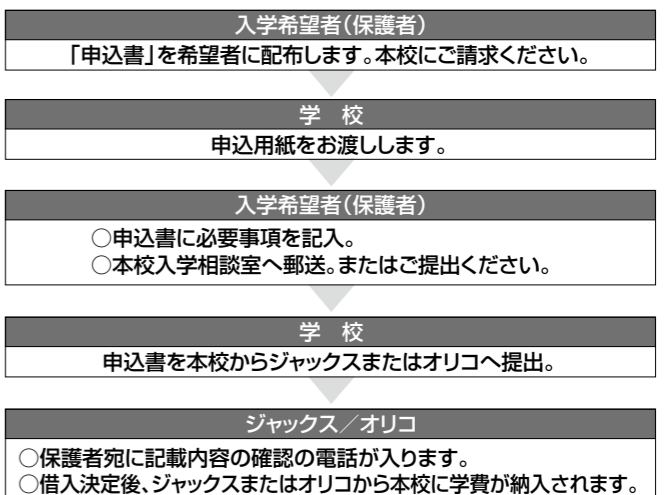 入学希望者（保護者）
「申込書」を希望者に配布します。本校にご請求ください。
学　校
申込用紙をお渡しします。
入学希望者（保護者）
○申込書に必要事項を記入。
○本校入学相談室へ郵送。またはご提出ください。
学　校
申込書を本校からジャックスまたはオリコへ提出。
ジャックス／オリコ
○保護者宛に記載内容の確認の電話が入ります。
○借入決定後、ジャックスまたはオリコから本校に学費が納入されます。